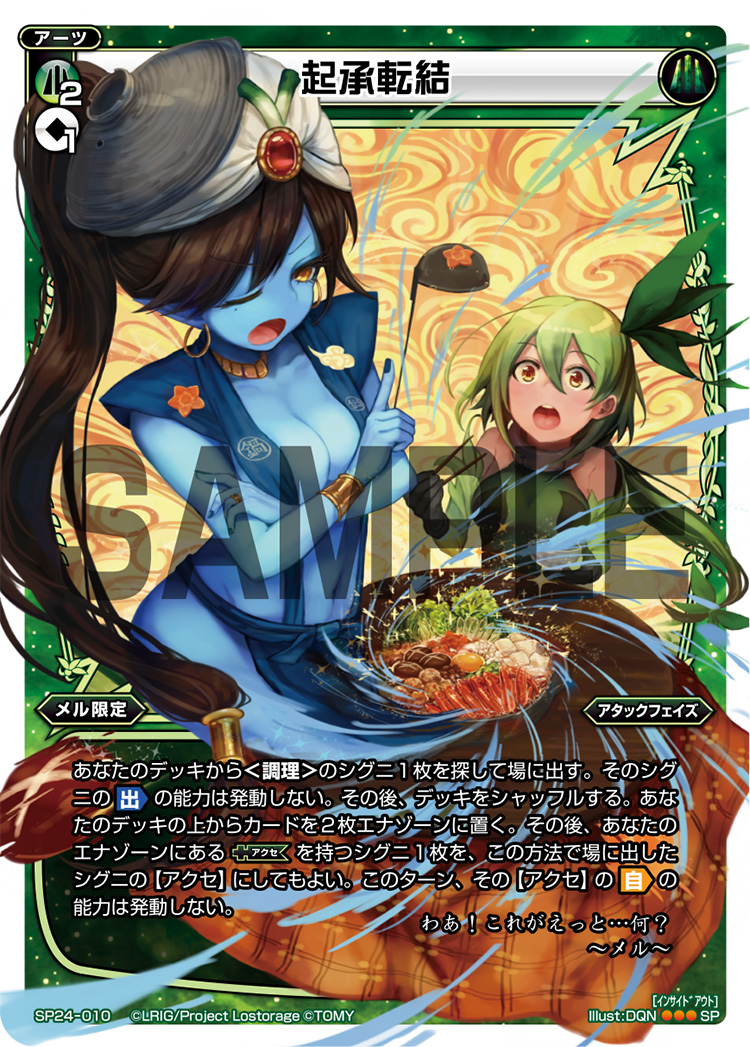 アーツ
起承転結
2
1
鍋
SAMPLE
メル限定
アタックフェイズ
あなたのデッキから<調理>のシグニ1枚を探して場に出す。そのシグ
ニの 出 の能力は発動しない。その後、デッキをシャッフルする。あな
たのデッキの上からカードを2枚エナゾーンに置く。その後、あなたの
エナゾーンにある アクセ を持つシグニ1枚を、この方法で場に出した
シグニの【アクセ】にしてもよい。このターン、その【アクセ】の 自 の
能力は発動しない。
わあ!これがえっと…何?
~メル~
[インサイドアウト]
SP24-010 ©LRIG/Project Lostorage ©TOMY
Illust:DQN SP